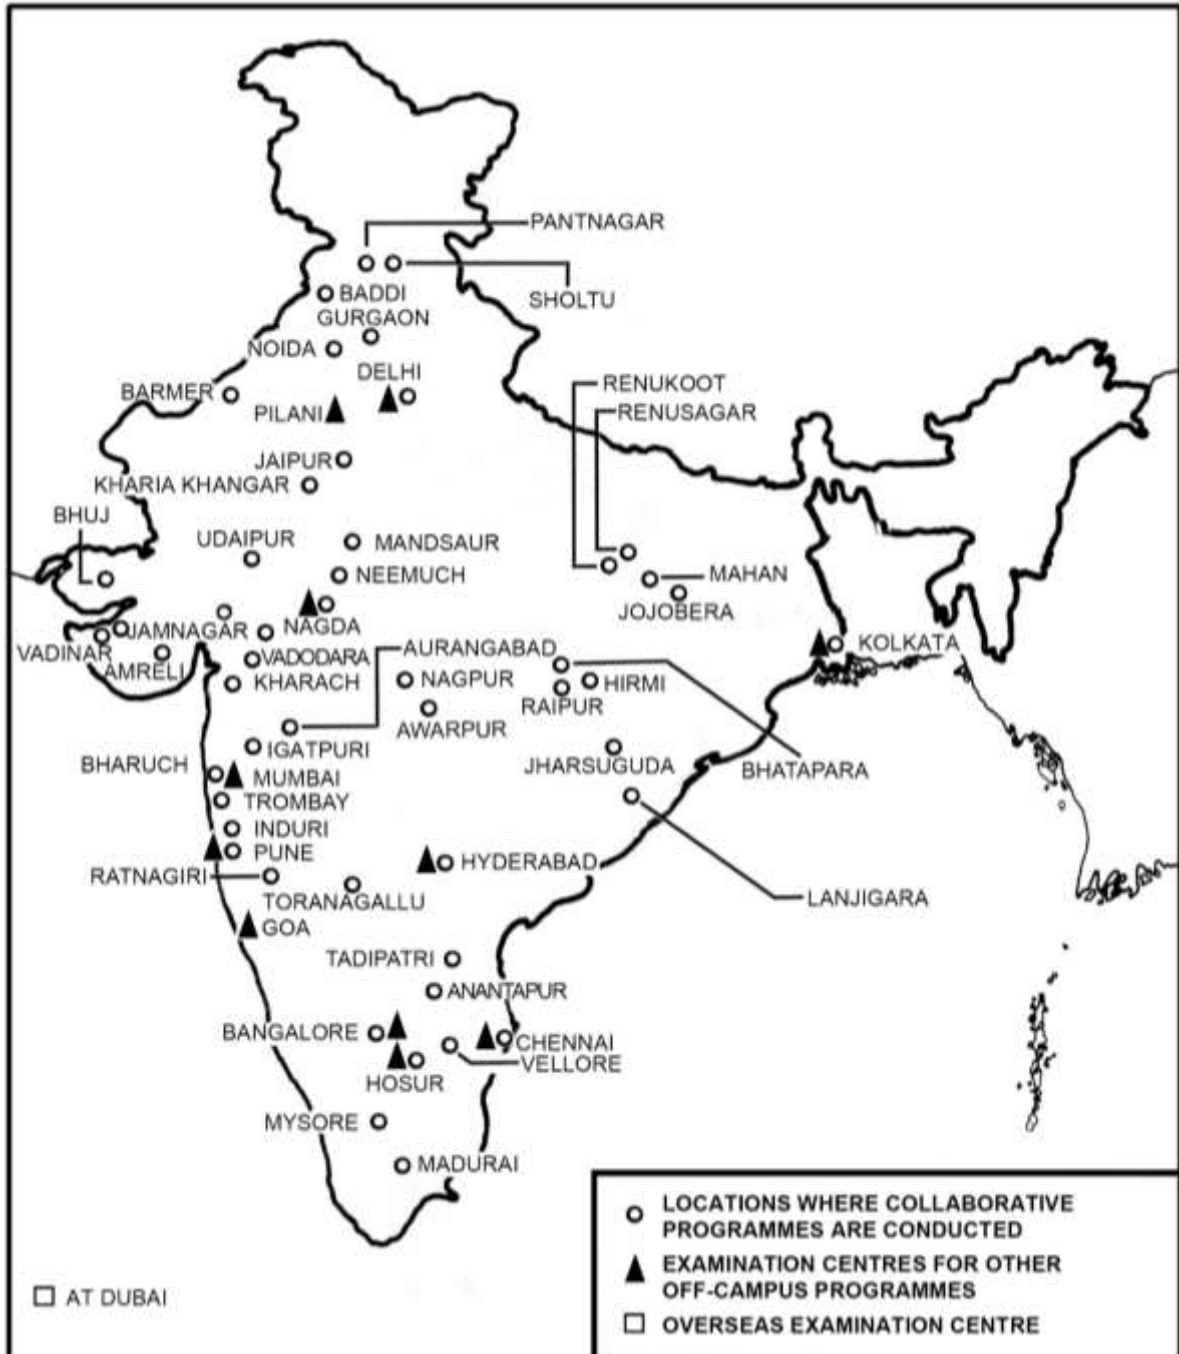 PANTNAGAR
SHOLTU
BADDI
GURGAON
NOIDA
DELHI
BARMER
PILANI
RENUKOOT
RENUSAGAR
JAIPUR
KHARIA KHANGAR
BHUJ
UDAIPUR
MANDSAUR
NEEMUCH
MAHAN
JOJOBERA
JAMNAGAR
NAGDA
VADINAR
AMRELI
VADODARA
AURANGABAD
KOLKATA
KHARACH
NAGPUR
HIRMI
RAIPUR
AWARPUR
IGATPURI
BHARUCH
MUMBAI
JHARSUGUDA
BHATAPARA
TROMBAY
INDURI
PUNE
HYDERABAD
RATNAGIRI
TORANAGALLU
LANJIGARA
GOA
TADIPATRI
ANANTAPUR
BANGALORE
CHENNAI
VELLORE
HOSUR
MYSORE
MADURAI
LOCATIONS WHERE COLLABORATIVE
PROGRAMMES ARE CONDUCTED
EXAMINATION CENTRES FOR OTHER
OFF-CAMPUS PROGRAMMES
OVERSEAS EXAMINATION CENTRE
AT DUBAI